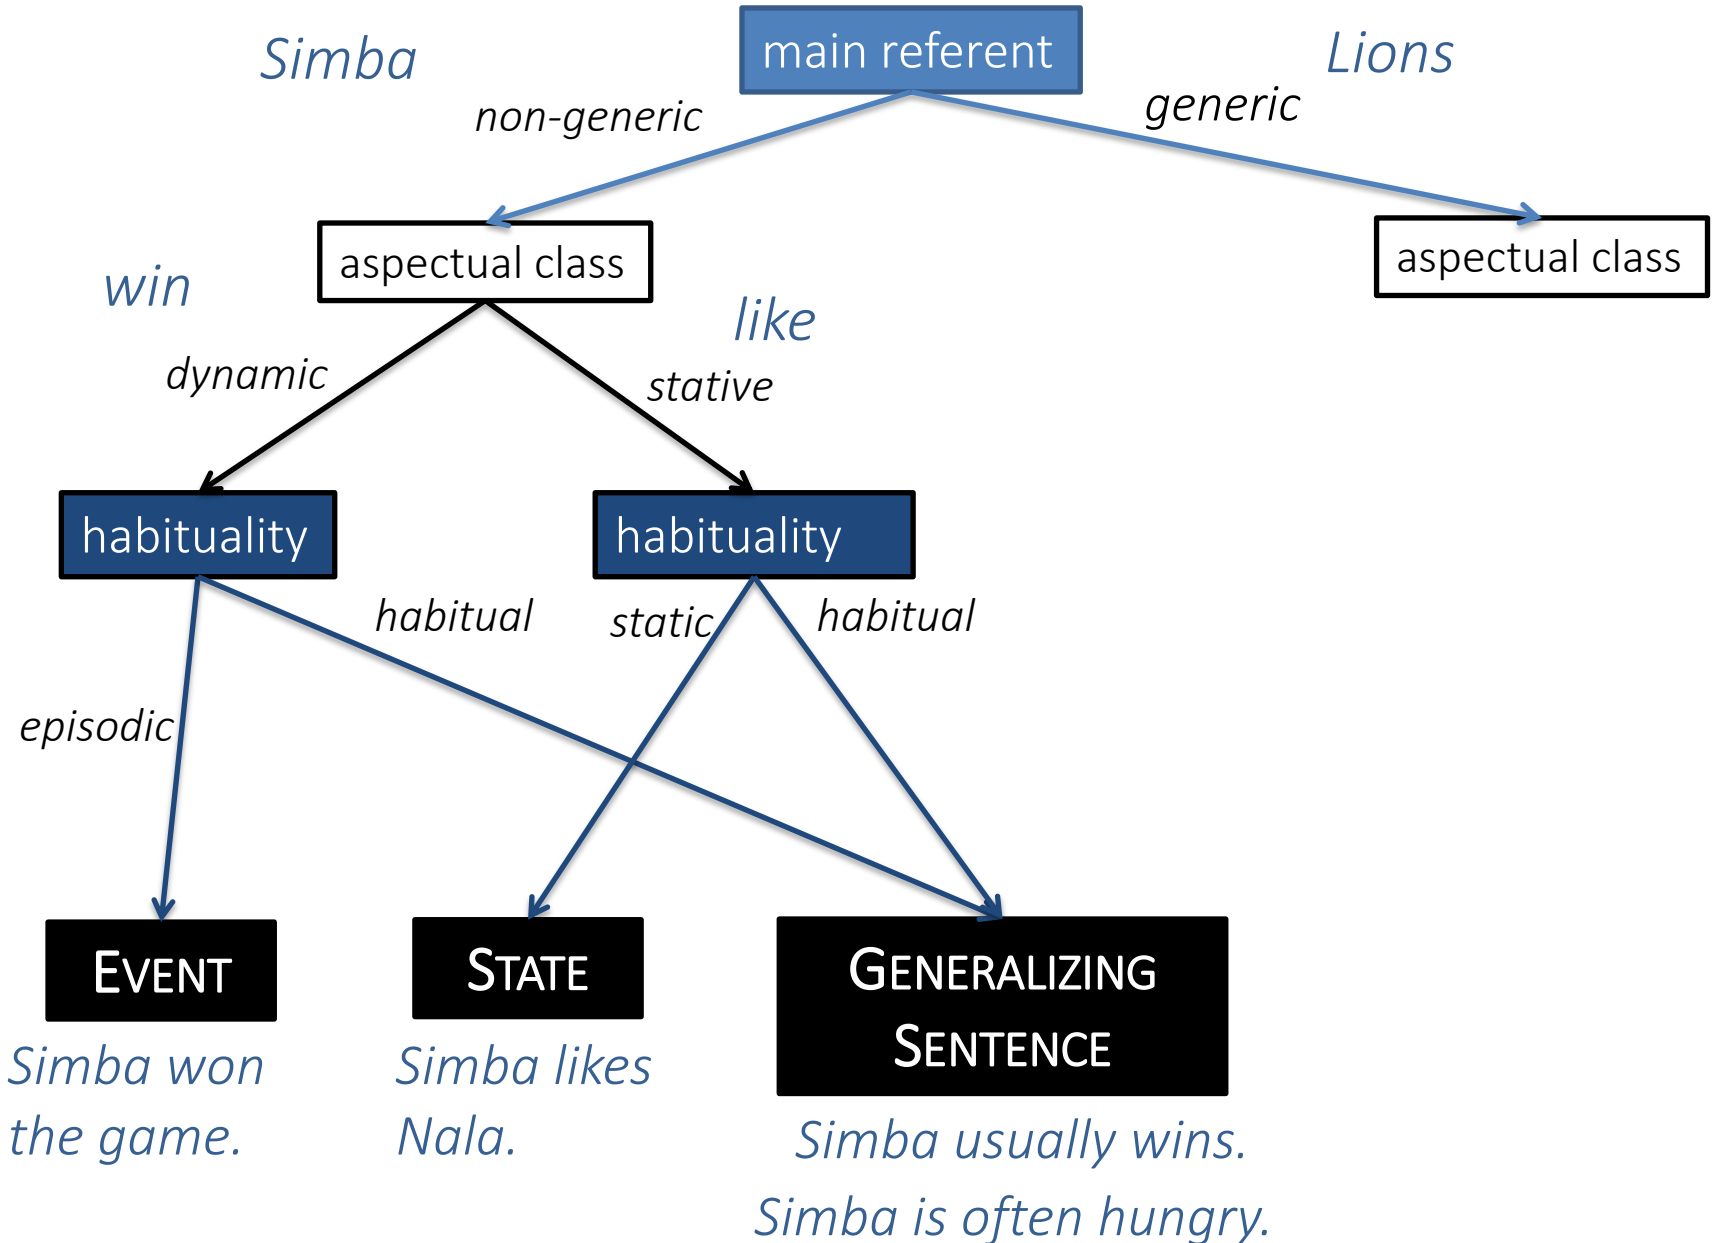 Simba
main referent
Lions
non-generic
generic
aspectual class
aspectual class
win
like
dynamic
stative
habituality
habituality
habitual
static
habitual
episodic
EVENT
STATE
GENERALIZING
SENTENCE
Simba won
the game.
Simba likes
Nala.
Simba usually wins.
Simba is often hungry.